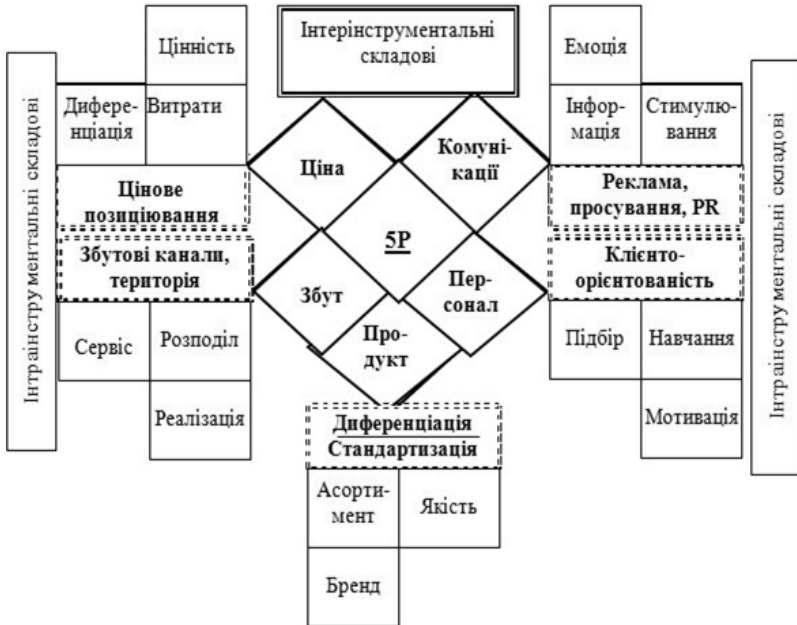 Інтерінструментальні
складові
Цінність
Дифере-
нціація
Витрати
Цінове
позиціювання
Збутові канали,
територія
Сервіс
Розподіл
Реалізація
Інтраінструментальні складові
Ціна
Комуні-
кації
5Р
Збут
Пер-
сонал
Про-
дукт
Диференціація
Стандартизація
Асорти-
мент
Якість
Бренд
Емоція
Інфор-
мація
Стимулю-
вання
Реклама,
просування, PR
Клієнто-
орієнтованість
Підбір
Навчання
Мотивація
Інтраінструментальні складові